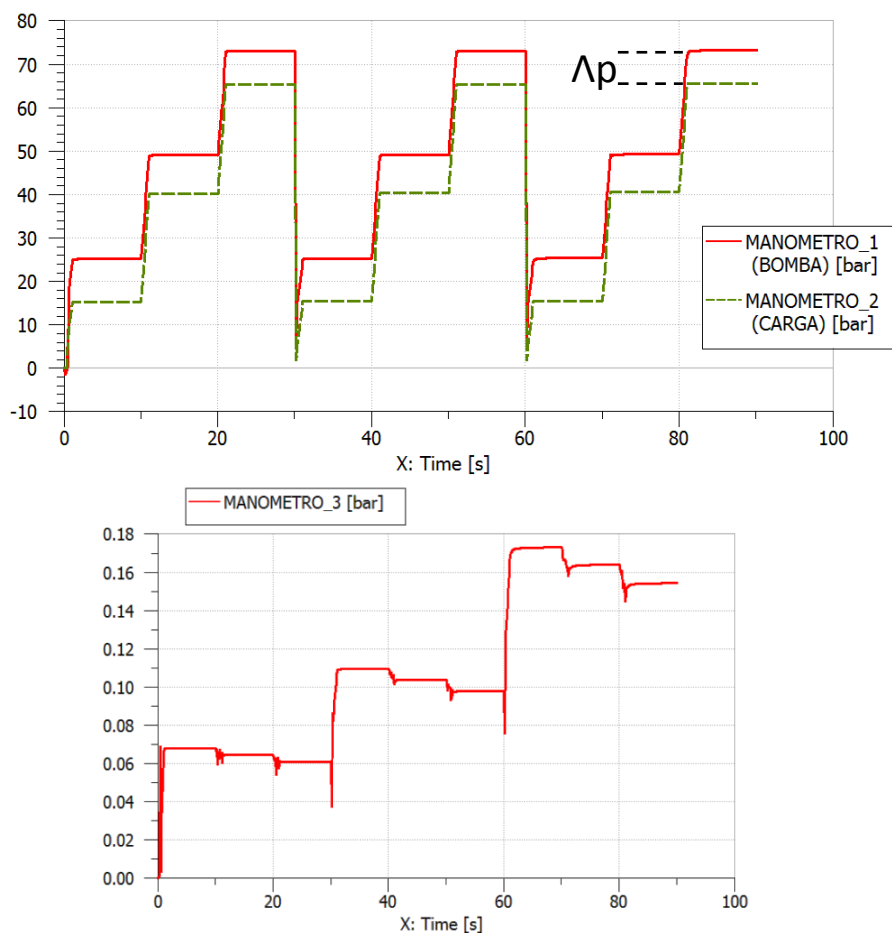 80
70
60
50
40
30
20
10
0
-10
Λp
MANOMETRO_1
(BOMBA) [bar]
MANOMETRO_2
(CARGA) [bar]
0 20 40 60 80 100
X: Time [s]
MANOMETRO_3 [bar]
0.18
0.16
0.14
0.12
0.10
0.08
0.06
0.04
0.02
0.00
0 20 40 60 80 100
X: Time [s]